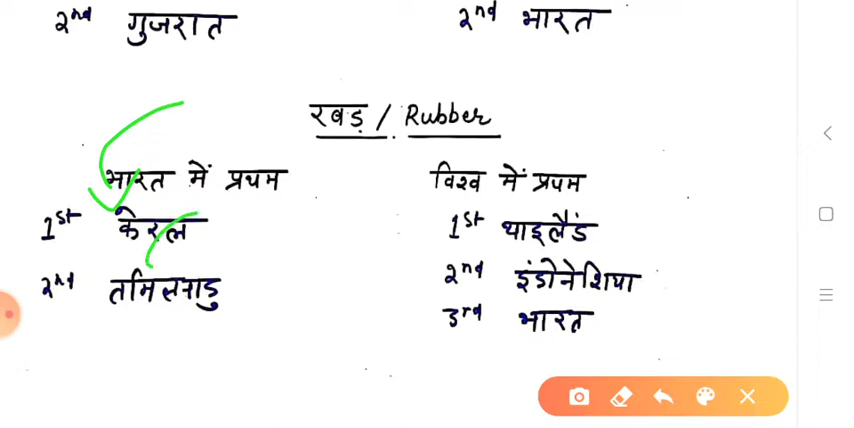 2nd गुजरात 2nd भारत
रबड़ / Rubber
भारत में प्रथम विश्व में प्रथम
1st केरल 1st थाइलैंड
2nd तमिलनाडु 2nd इंडोनेशिया
3rd भारत